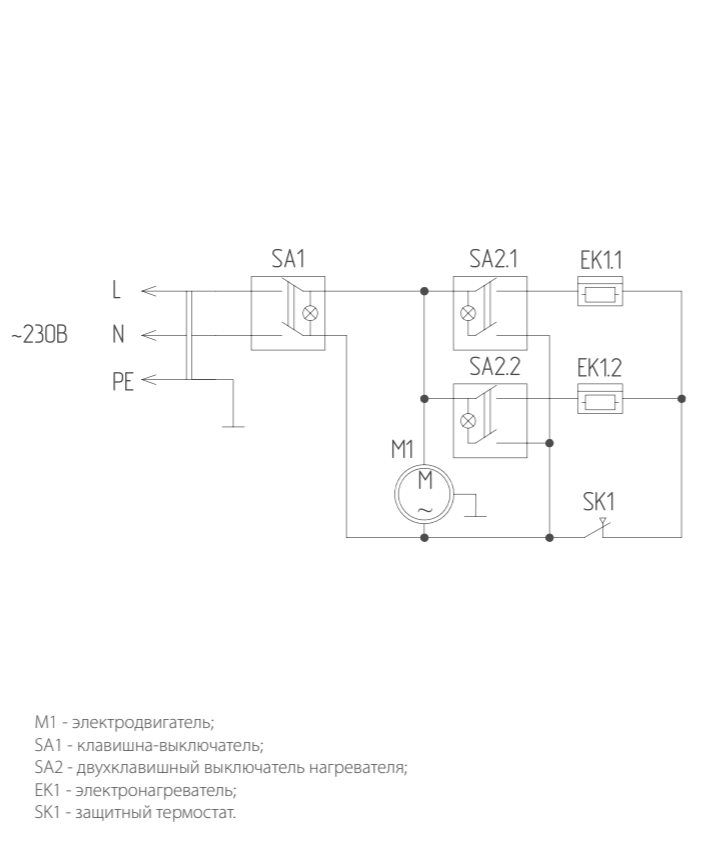 SA1
SA2.1
EK1.1
L
~230В
N
SA2.2
PE
EK1.2
M1
M
~
SK1
M1 - электродвигатель;
SA1 - клавишна-выключатель;
SA2 - двухклавишный выключатель нагревателя;
EK1 - электронагреватель;
SK1 - защитный термостат.